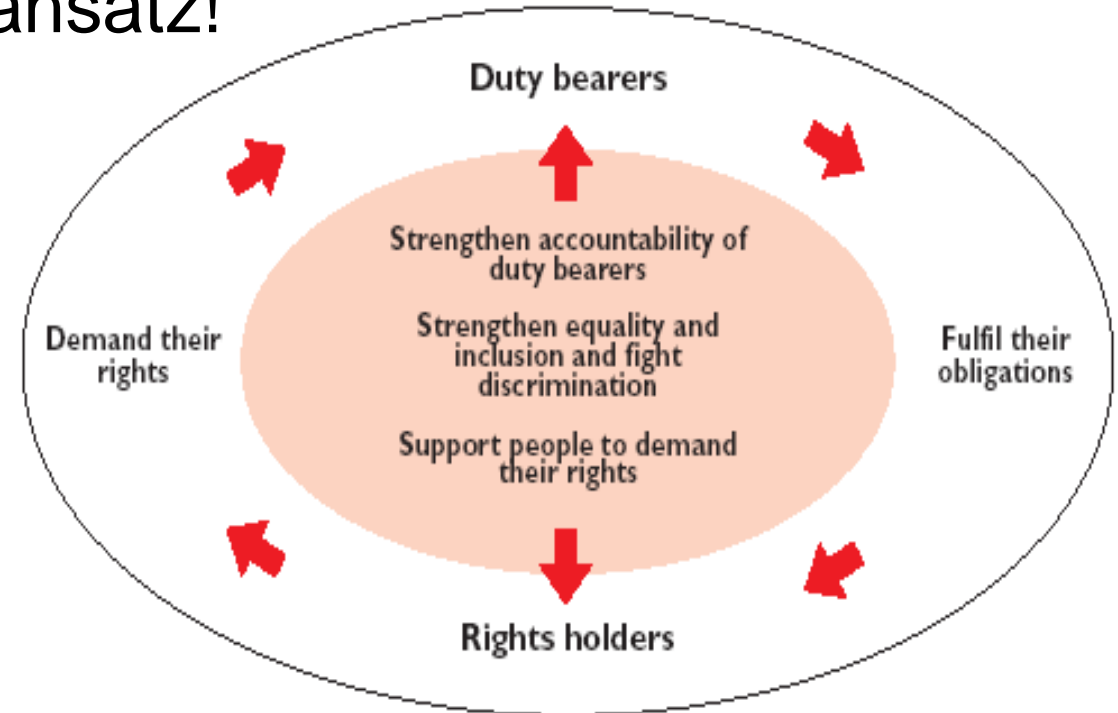 ansatz!
Duty bearers
Strengthen accountability of
duty bearers
Strengthen equality and
inclusion and fight
discrimination
Support people to demand
their rights
Demand their
rights
Fulfil their
obligations
Rights holders